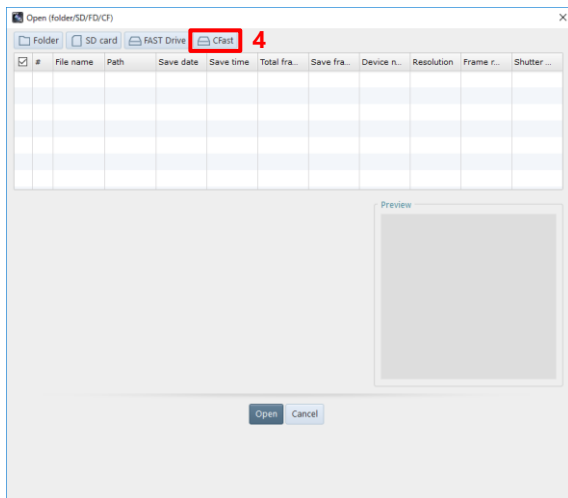 Open (folder/SD/FD/CF)
Folder SD card FAST Drive CFast 4
# File name Path Save date Save time Total fra... Save fra... Device n... Resolution Frame r... Shutter ...
Preview
Open Cancel